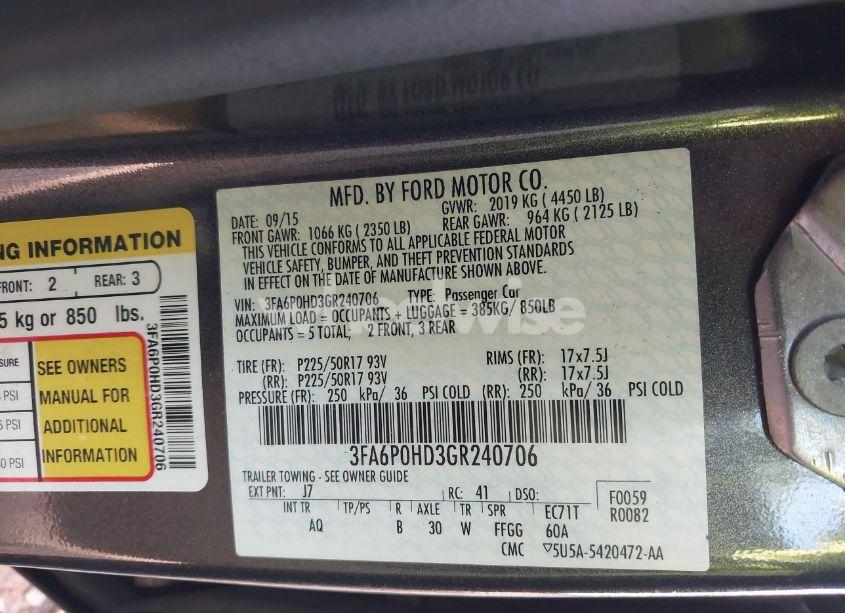 MFD. BY FORD MOTOR CO.
DATE: 09/15 GVWR: 2019 KG ( 4450 LB)
FRONT GAWR: 1066 KG ( 2350 LB) REAR GAWR: 964 KG ( 2125 LB)
THIS VEHICLE CONFORMS TO ALL APPLICABLE FEDERAL MOTOR
VEHICLE SAFETY, BUMPER, AND THEFT PREVENTION STANDARDS
IN EFFECT ON THE DATE OF MANUFACTURE SHOWN ABOVE.
VIN: 3FA6P0HD3GR240706 TYPE: Passenger Car
MAXIMUM LOAD = OCCUPANTS + LUGGAGE = 385KG/ 850LB
OCCUPANTS = 5 TOTAL, 2 FRONT, 3 REAR
TIRE (FR): P225/50R17 93V RIMS (FR): 17x7.5J
(RR): P225/50R17 93V (RR): 17x7.5J
PRESSURE (FR): 250 kPa/ 36 PSI COLD (RR): 250 kPa/ 36 PSI COLD
3FA6P0HD3GR240706
TRAILER TOWING - SEE OWNER GUIDE
EXT PNT: J7 RC: 41 DSO: F0059
INT TR TP/PS R AXLE TR SPR EC71T R0082
AQ B 30 W FFGG 60A
CMC 5U5A-5420472-AA
INFORMATION
FRONT: 2 REAR: 3
5 kg or 850 lbs.
SEE OWNERS
MANUAL FOR
ADDITIONAL
INFORMATION
PSI
PSI
PSI
3FA6P0HD3GR240706